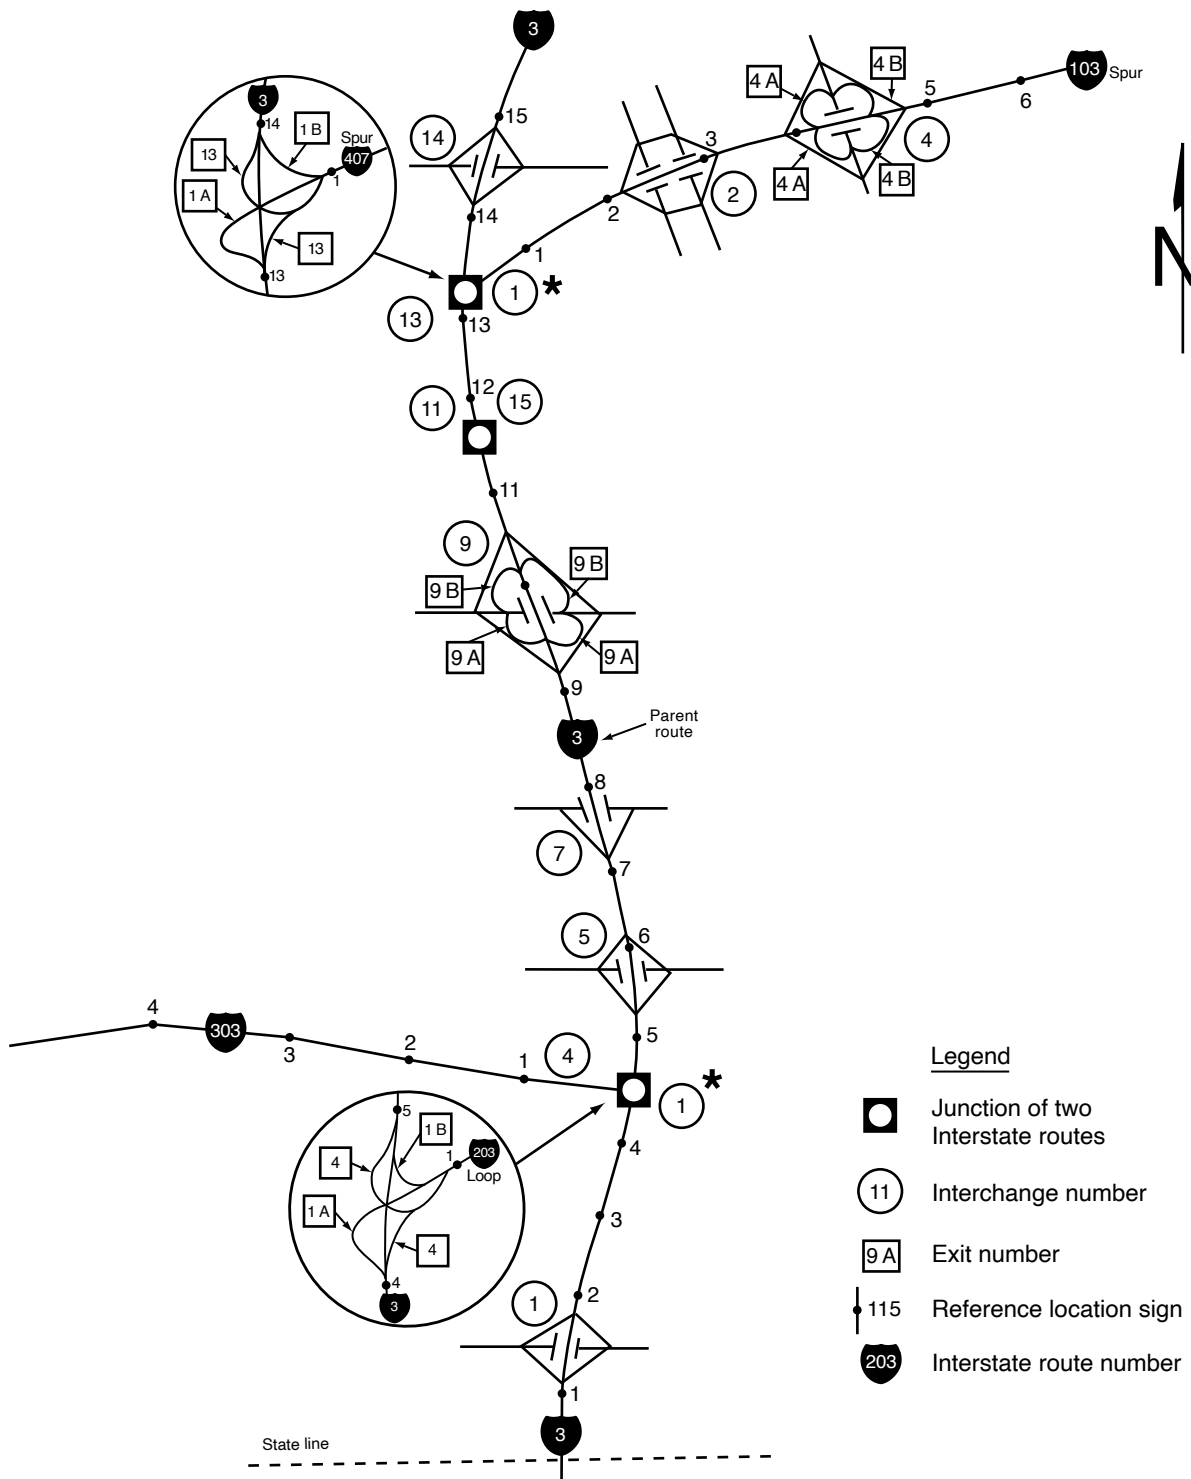 3
15
14
14
3
14
1 B
Spur
407
13
1
1 A
13
13
4 A
4 B
103 Spur
5
6
4
3
4 A
4 B
2
2
1
1 *
13
13
12
11
15
11
9
9 B
9 B
9 A
9 A
9
3
Parent
route
8
7
7
5
6
5
4
303
3
2
1
4
1 *
5
1 B
4
1
203
Loop
1 A
4
4
3
4
3
2
1
1
3
State line
N
Legend
Junction of two
Interstate routes
11 Interchange number
9 A Exit number
115 Reference location sign
203 Interstate route number